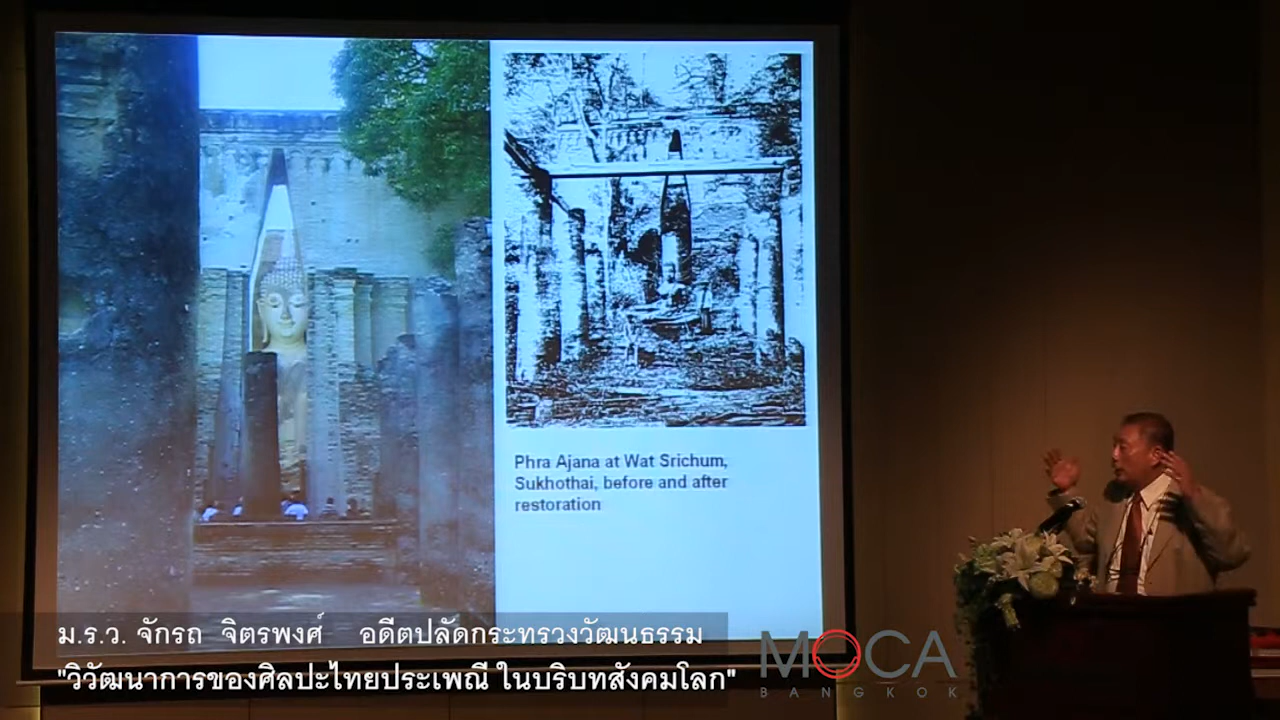 Phra Ajana at Wat Srichum,
Sukhothai, before and after
restoration
ม.ร.ว. จักรถ จิตรพงศ์ อดีตปลัดกระทรวงวัฒนธรรม
"วิวัฒนาการของศิลปะไทยประเพณี ในบริบทสังคมโลก"
MOCA
BANGKOK